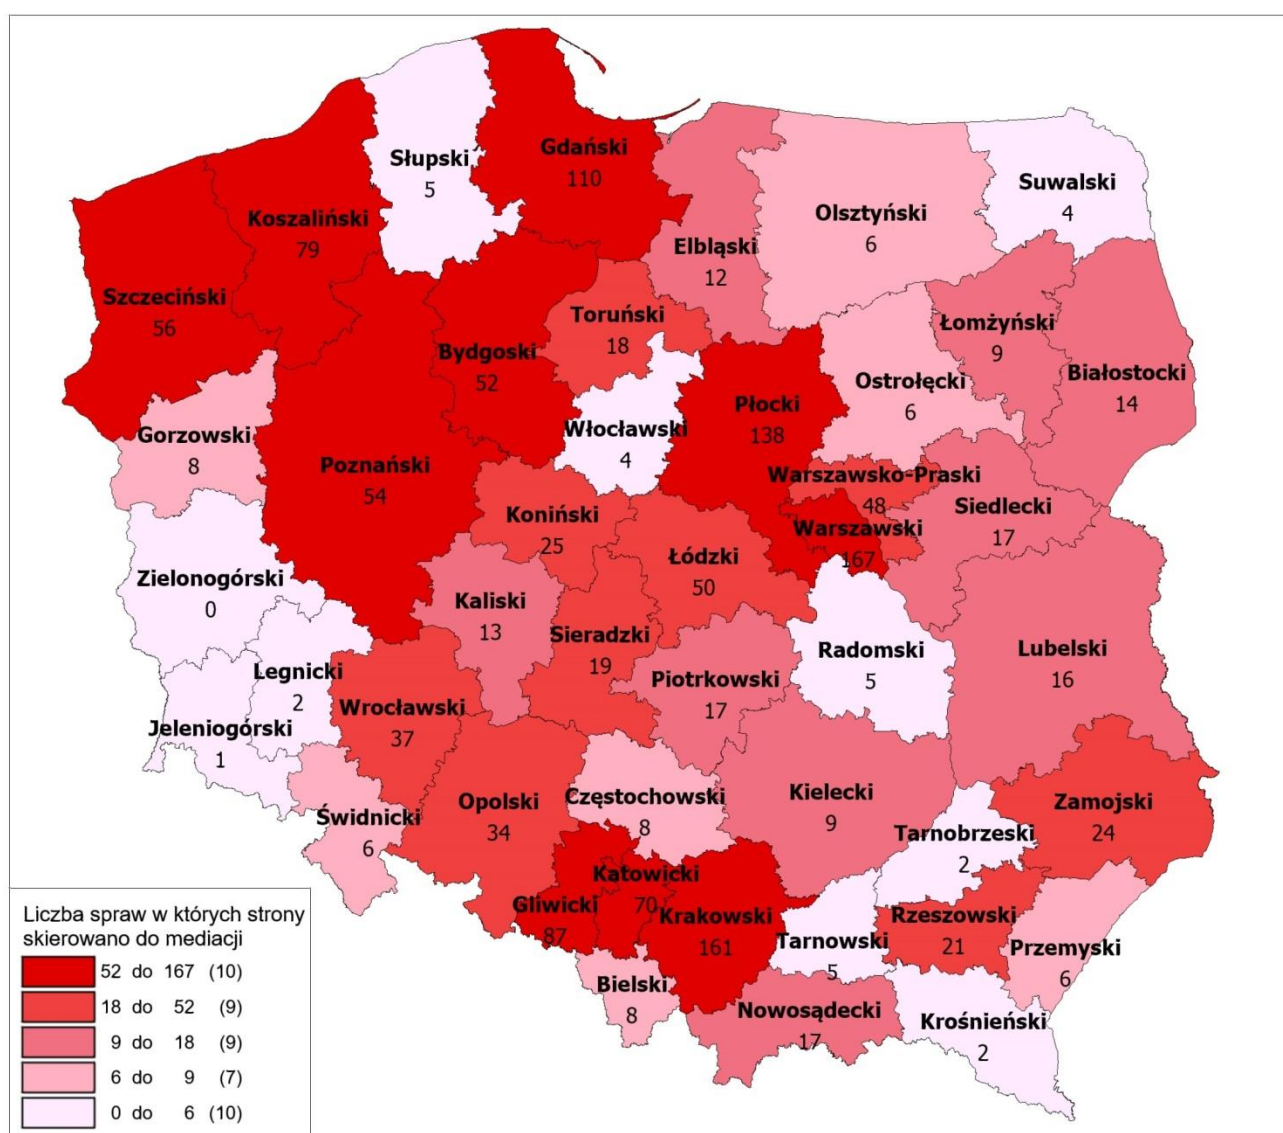 Słupski
5
Gdański
110
Suwalski
4
Olsztyński
6
Koszaliński
79
Elbląski
12
Szczeciński
56
Toruński
18
Łomżyński
9
Bydgoski
52
Białostocki
14
Ostrołęcki
6
Płocki
138
Włocławski
4
Gorzowski
8
Poznański
54
Warszawsko-Praski
48
Siedlecki
17
Koniński
25
Warszawski
167
Łódzki
50
Zielonogórski
0
Kaliski
13
Sieradzki
19
Radomski
5
Lubelski
16
Legnicki
2
Piotrkowski
17
Wrocławski
37
Jeleniogórski
1
Kielecki
9
Częstochowski
8
Opolski
34
Zamojski
24
Świdnicki
6
Tarnobrzeski
2
Katowicki
70
Gliwicki
87
Krakowski
161
Rzeszowski
21
Tarnowski
5
Przemyski
6
Bielski
8
Nowosądecki
17
Krośnieński
2
Liczba spraw w których strony
skierowano do mediacji
52 do 167 (10)
18 do 52 (9)
9 do 18 (9)
6 do 9 (7)
0 do 6 (10)